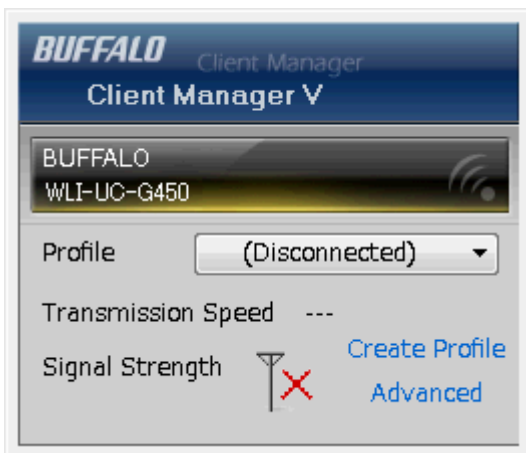 BUFFALO Client Manager
Client Manager V
BUFFALO
WLI-UC-G450
Profile (Disconnected)
Transmission Speed ---
Signal Strength
Create Profile
Advanced